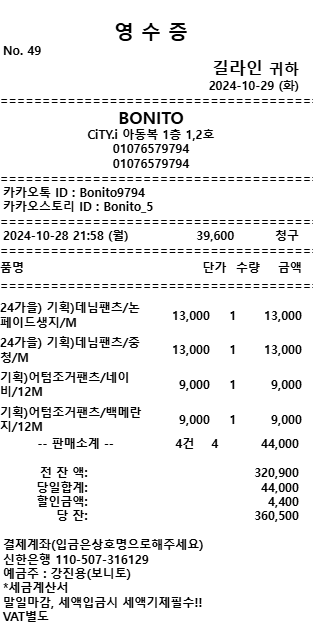 영 수 증
No. 49
길라인 귀하
2024-10-29 (화)
BONITO
CiTY.i 아동복 1층 1,2호
01076579794
01076579794
카카오톡 ID : Bonito9794
카카오스토리 ID : Bonito_5
2024-10-28 21:58 (월) 39,600 청구
품명 단가 수량 금액
24가을) 기획)데님팬츠/논
페이드생지/M 13,000 1 13,000
24가을) 기획)데님팬츠/중
청/M 13,000 1 13,000
기획)어텀조거팬츠/네이
비/12M 9,000 1 9,000
기획)어텀조거팬츠/백메란
지/12M 9,000 1 9,000
-- 판매소계 -- 4건 4 44,000
전 잔 액: 320,900
당일합계: 44,000
할인금액: 4,400
당 잔: 360,500
결제계좌(입금은상호명으로해주세요)
신한은행 110-507-316129
예금주 : 강진용(보니토)
*세금계산서
말일마감, 세액입금시 세액기제필수!!
VAT별도